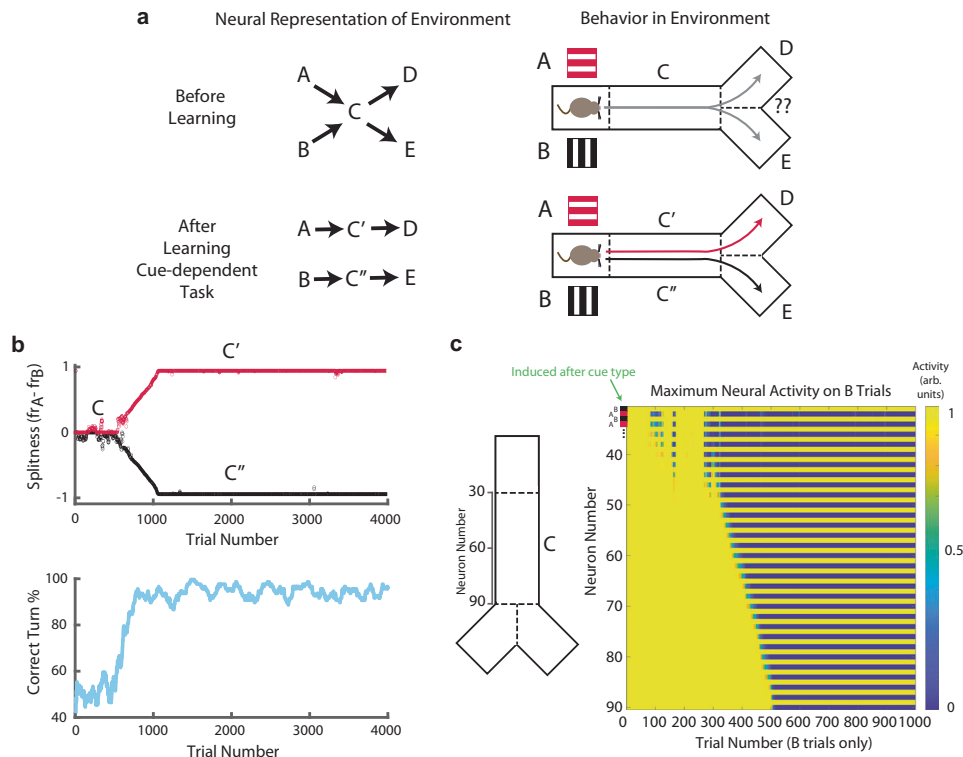 a
Neural Representation of Environment
Behavior in Environment
Before
Learning
A
D
C
B
E
A
C
D
??
B
E
After
Learning
Cue-dependent
Task
A
C'
D
B
C"
E
A
C'
D
B
C"
E
b
Splitness (frA- frB)
1
0
-1
C
C'
C"
0
1000
2000
3000
4000
Trial Number
Correct Turn %
100
80
60
40
0
1000
2000
3000
4000
Trial Number
c
Induced after cue type
Maximum Neural Activity on B Trials
Activity
(arb.
units)
30
60
90
Neuron Number
C
B
A
B
A
Neuron Number
40
50
60
70
80
90
0
100
200
300
400
500
600
700
800
900
1000
Trial Number (B trials only)
1
0.5
0